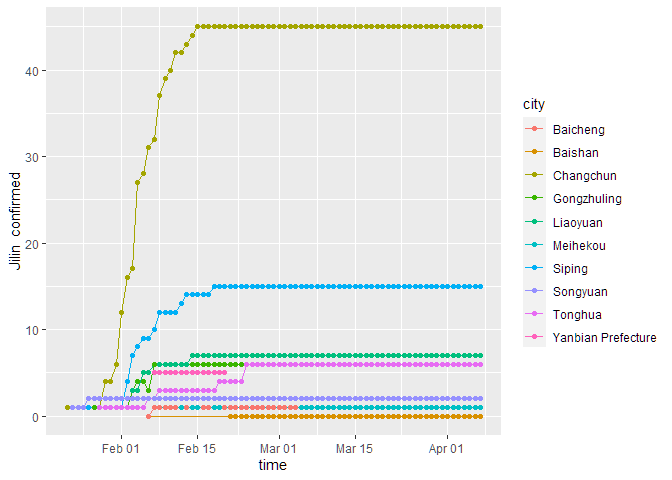 40
30
20
10
0
Jilin confirmed
Feb 01
Feb 15
Mar 01
Mar 15
Apr 01
time
city
Baicheng
Baishan
Changchun
Gongzhuling
Liaoyuan
Meihekou
Siping
Songyuan
Tonghua
Yanbian Prefecture